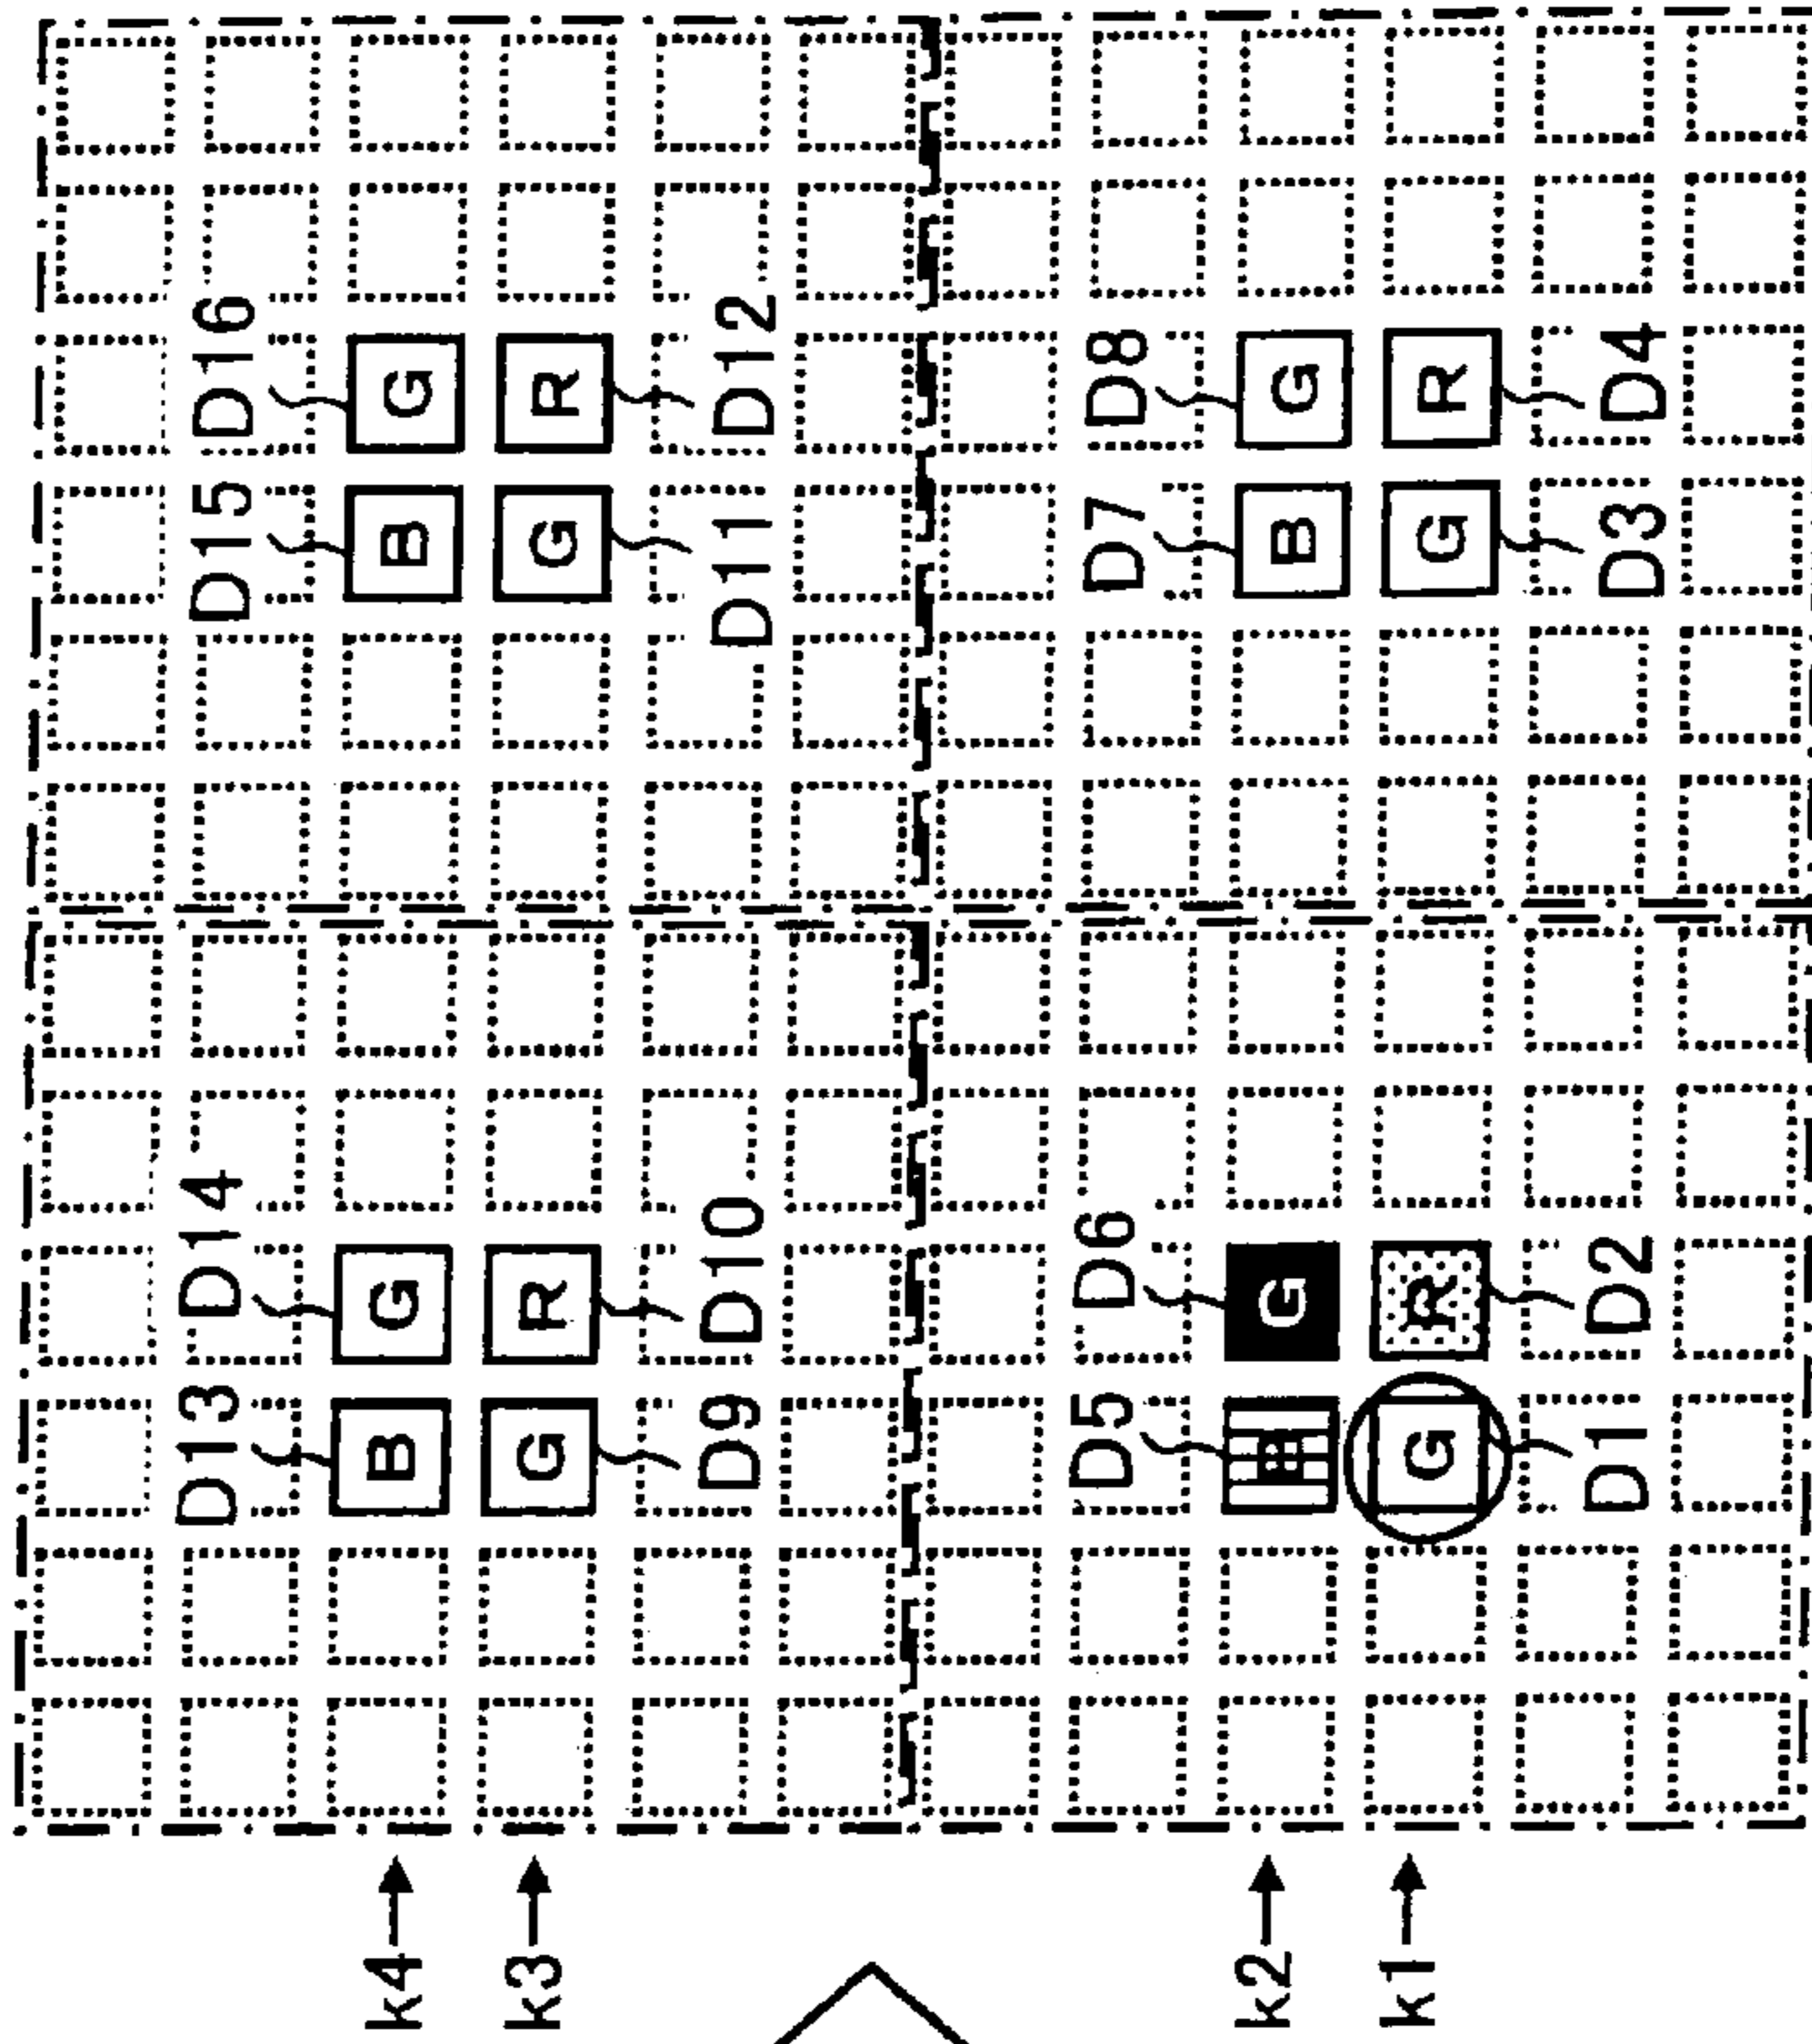 D13 D14 D15 D16
k4 B G B G
k3 G R G R
D9 D10 D11 D12
D5 D6 D7 D8
k2 B G B G
k1 G R G R
D1 D2 D3 D4